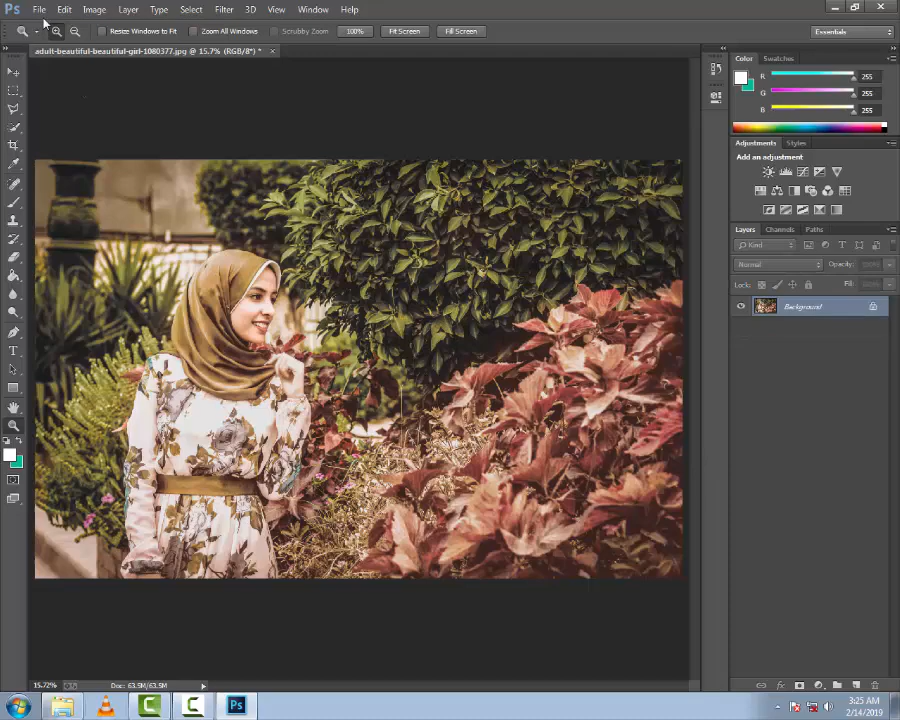 Ps File Edit Image Layer Type Select Filter 3D View Window Help
Resize Windows to Fit Zoom All Windows Scrubby Zoom 100% Fit Screen Fill Screen Essentials
adult-beautiful-beautiful-girl-1080377.jpg @ 15.7% (RGB/8*) * ×
Color Swatches
R 255
G 255
B 255
Adjustments Styles
Add an adjustment
Layers Channels Paths
Kind
Normal Opacity:
Lock: Fill:
Background
15.72% Doc: 63.5M/63.5M
Ps
3:25 AM
2/14/2019